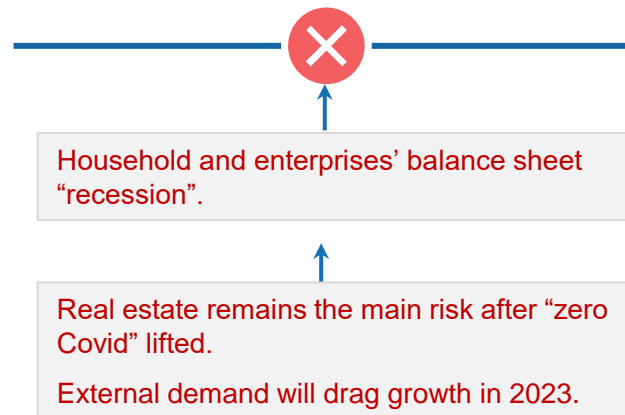 Household and enterprises’ balance sheet
“recession”.
Real estate remains the main risk after “zero
Covid” lifted.
External demand will drag growth in 2023.